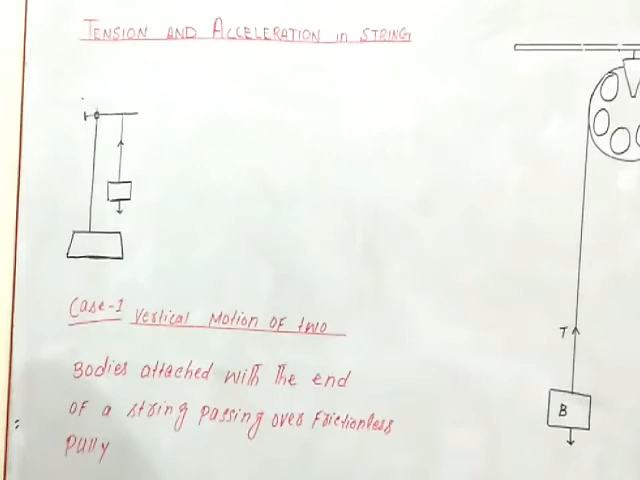 TENSION AND ACCELERATION in STRING
Case-1 Vertical Motion OF two
Bodies attached with The end
OF a string passing over Frictionless
Pully
T
B